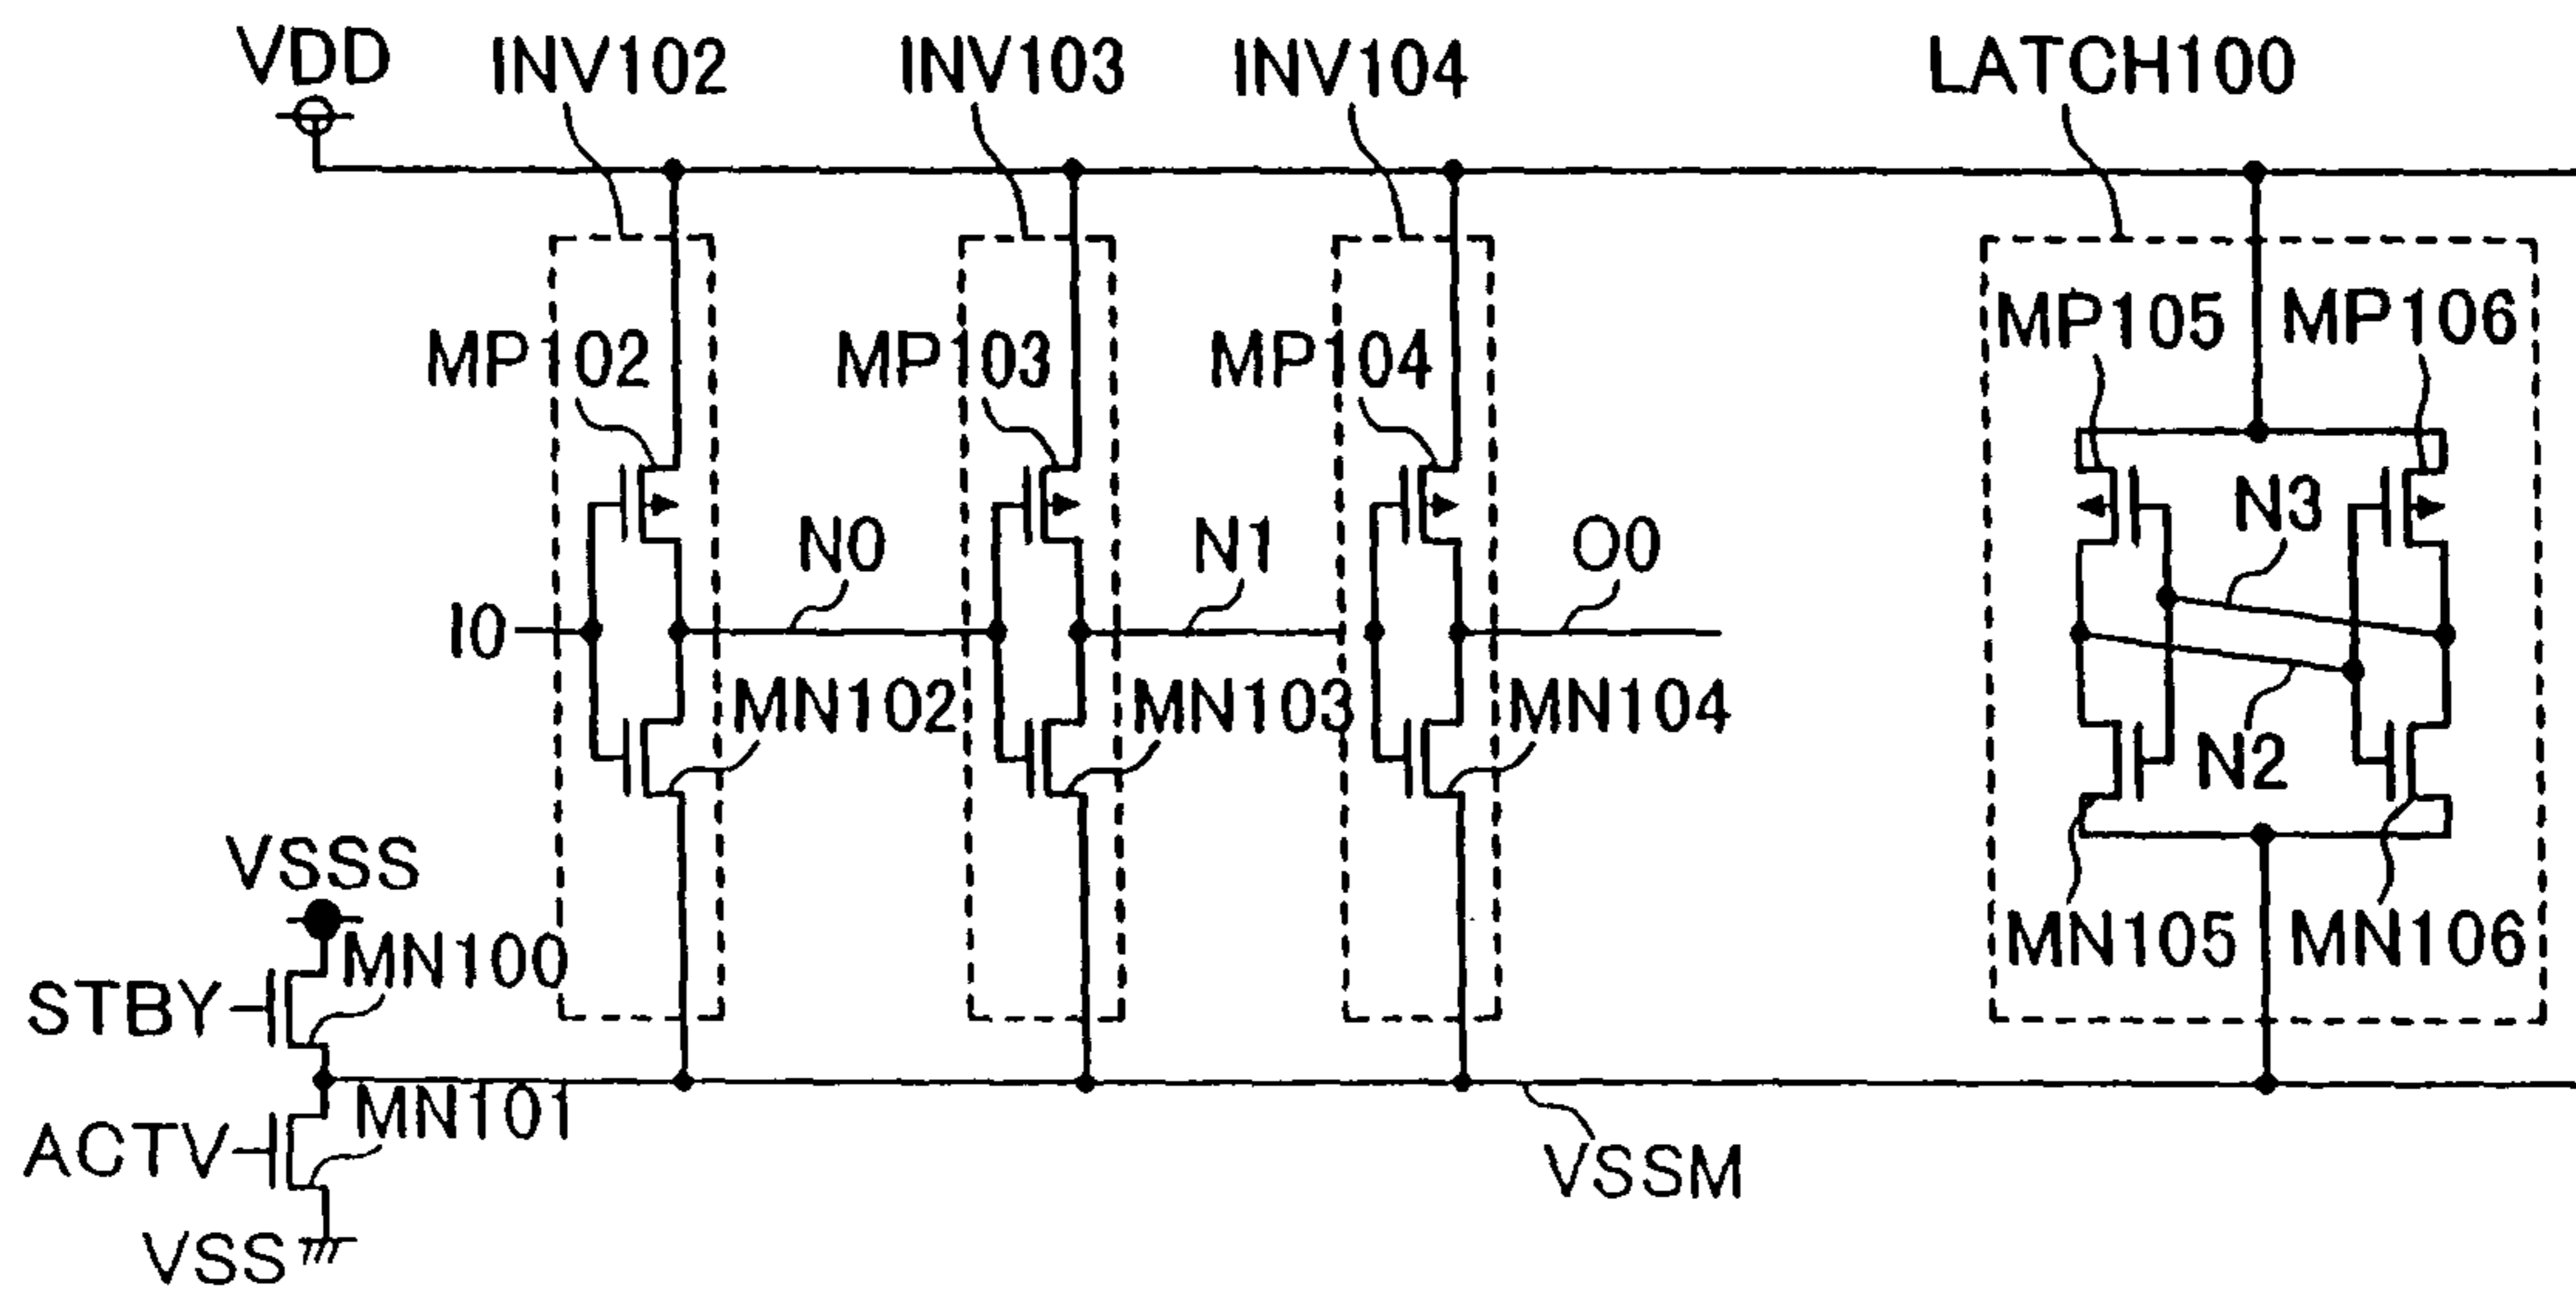 VDD
INV102
INV103
INV104
LATCH100
MP102
MP103
MP104
MP105
MP106
N0
N1
O0
N3
I0
MN102
MN103
MN104
N2
VSSS
MN100
MN105
MN106
STBY
MN101
ACTV
VSSM
VSS